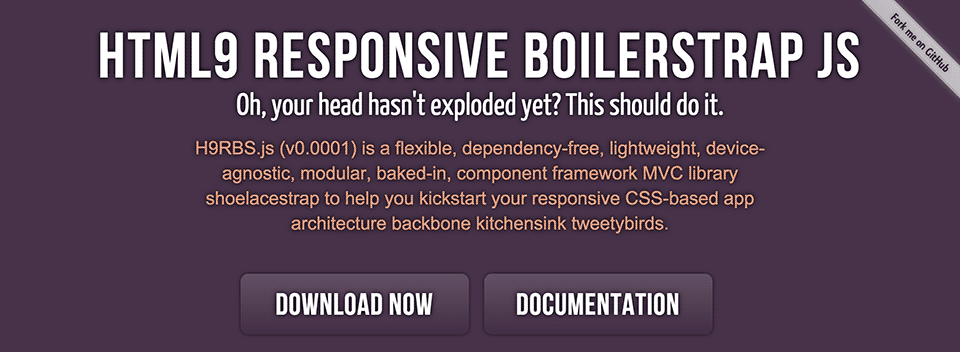 Fork me on GitHub
HTML9 RESPONSIVE BOILERSTRAP JS
Oh, your head hasn't exploded yet? This should do it.
H9RBS.js (v0.0001) is a flexible, dependency-free, lightweight, device-
agnostic, modular, baked-in, component framework MVC library
shoelacestrap to help you kickstart your responsive CSS-based app
architecture backbone kitchensink tweetybirds.
DOWNLOAD NOW
DOCUMENTATION